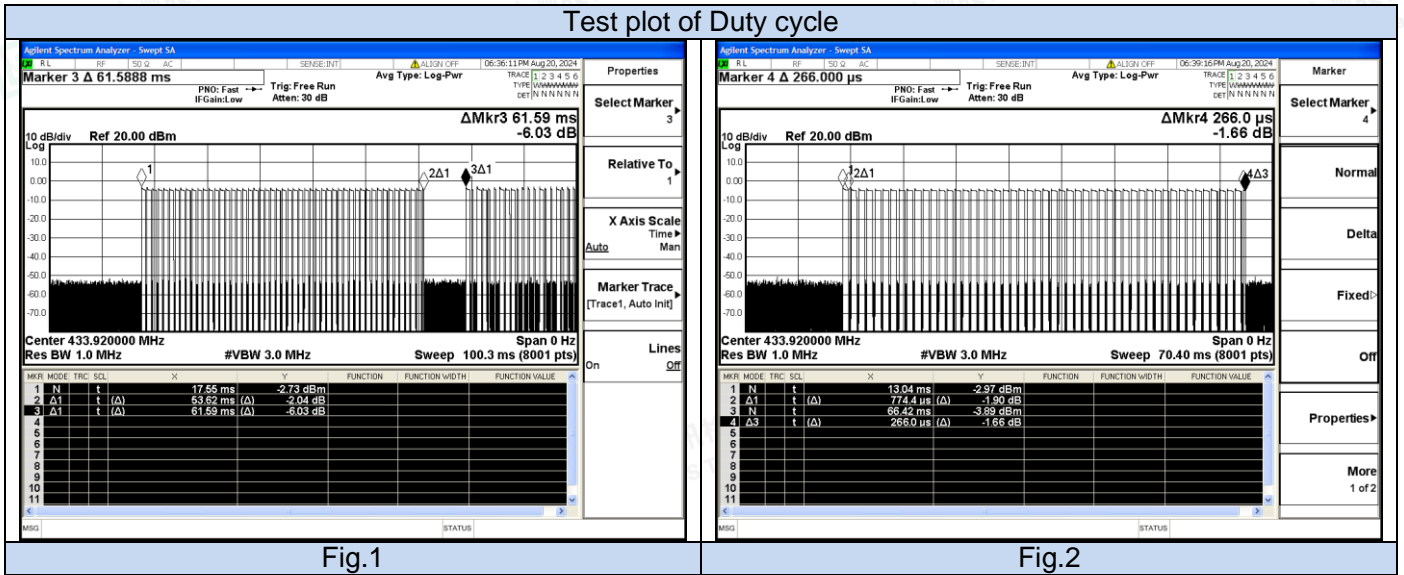 Test plot of Duty cycle
Agilent Spectrum Analyzer - Swept SA
RL RF 50 Ω AC SENSE:INT ALIGN OFF 06:36:11 PM Aug 20, 2024
Marker 3 Δ 61.5888 ms
PNO: Fast
IFGain:Low
Trig: Free Run
Atten: 30 dB
Avg Type: Log-Pwr
TRACE 1 2 3 4 5 6
TYPE W
DET N N N N N N
ΔMkr3 61.59 ms
-6.03 dB
10 dB/div Ref 20.00 dBm
Log
10.0
0.00
-10.0
-20.0
-30.0
-40.0
-50.0
-60.0
-70.0
1
2Δ1
3Δ1
Center 433.920000 MHz Span 0 Hz
Res BW 1.0 MHz #VBW 3.0 MHz Sweep 100.3 ms (8001 pts)
MKR MODE TRC SCL X Y FUNCTION FUNCTION WIDTH FUNCTION VALUE
1 N t 17.55 ms -2.73 dBm
2 Δ1 t (Δ) 53.62 ms (Δ) -2.04 dB
3 Δ1 t (Δ) 61.59 ms (Δ) -6.03 dB
4
5
6
7
8
9
10
11
MSG STATUS
Properties
Select Marker
3
Relative To
1
X Axis Scale
Time
Auto Man
Marker Trace
[Trace1, Auto Init]
Lines
On Off
Fig.1
Agilent Spectrum Analyzer - Swept SA
RL RF 50 Ω AC SENSE:INT ALIGN OFF 06:39:16 PM Aug 20, 2024
Marker 4 Δ 266.000 µs
PNO: Fast
IFGain:Low
Trig: Free Run
Atten: 30 dB
Avg Type: Log-Pwr
TRACE 1 2 3 4 5 6
TYPE W
DET N N N N N N
ΔMkr4 266.0 µs
-1.66 dB
10 dB/div Ref 20.00 dBm
Log
10.0
0.00
-10.0
-20.0
-30.0
-40.0
-50.0
-60.0
-70.0
2Δ1
4Δ3
Center 433.920000 MHz Span 0 Hz
Res BW 1.0 MHz #VBW 3.0 MHz Sweep 70.40 ms (8001 pts)
MKR MODE TRC SCL X Y FUNCTION FUNCTION WIDTH FUNCTION VALUE
1 N t 13.04 ms -2.97 dBm
2 Δ1 t (Δ) 774.4 µs (Δ) -1.90 dB
3 N t 66.42 ms -3.89 dBm
4 Δ3 t (Δ) 266.0 µs (Δ) -1.66 dB
5
6
7
8
9
10
11
MSG STATUS
Marker
Select Marker
4
Normal
Delta
Fixed
Off
Properties
More
1 of 2
Fig.2